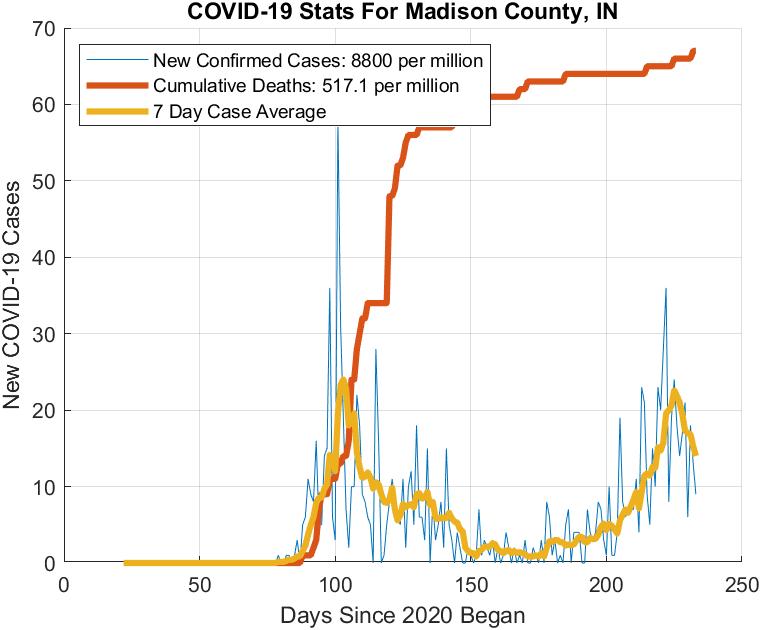 COVID-19 Stats For Madison County, IN
New Confirmed Cases: 8800 per million
Cumulative Deaths: 517.1 per million
7 Day Case Average
New COVID-19 Cases
70
60
50
40
30
20
10
0
0 50 100 150 200 250
Days Since 2020 Began